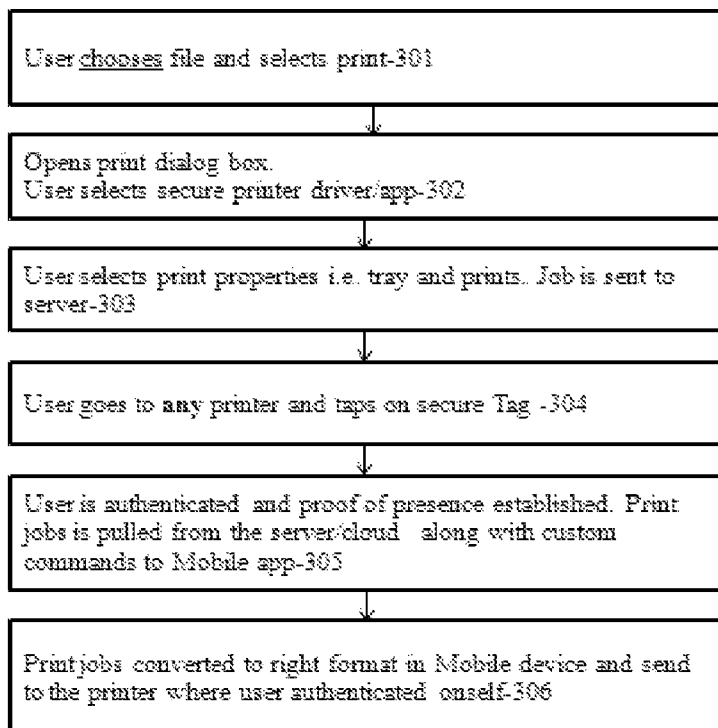 User chooses file and selects print-301
Opens print dialog box.
User selects secure printer driver/app-302
User selects print properties i.e. tray and prints. Job is sent to
server-303
User goes to any printer and taps on secure Tag -304
User is authenticated and proof of presence established. Print
jobs is pulled from the server/cloud along with custom
commands to Mobile app-305
Print jobs converted to right format in Mobile device and send
to the printer where user authenticated onself-306